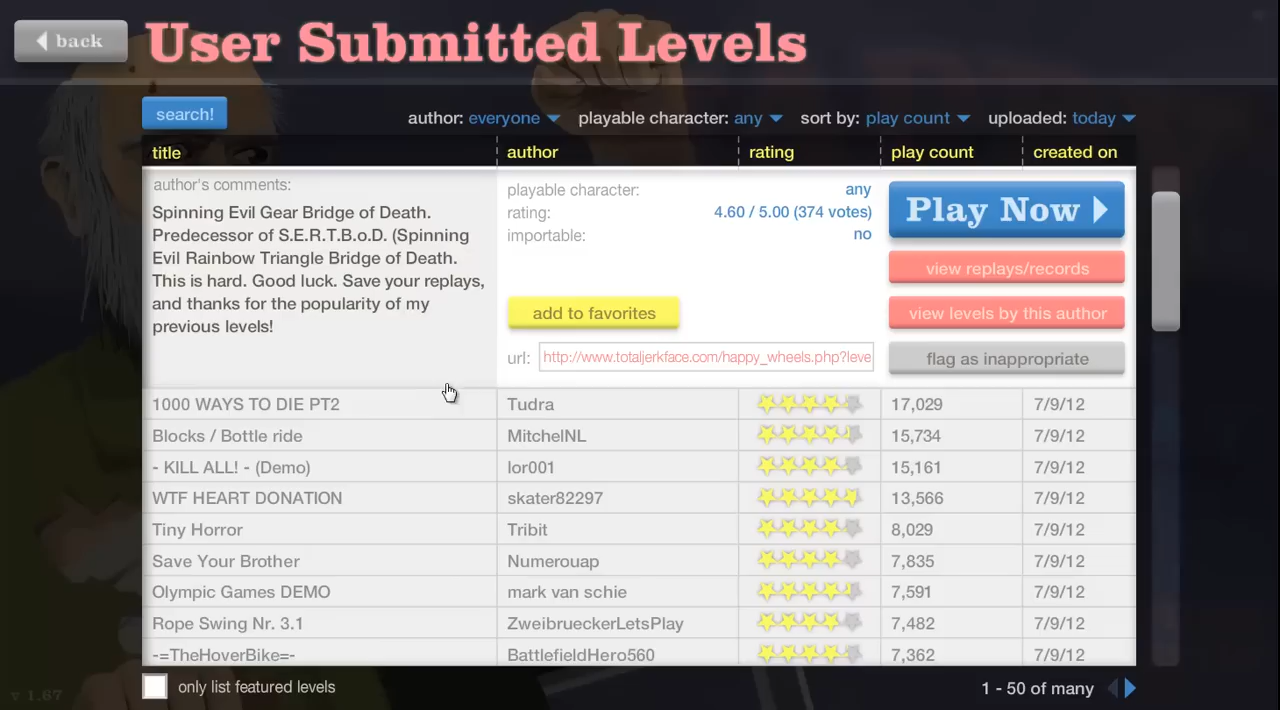 back
User Submitted Levels
search!
author: everyone playable character: any sort by: play count uploaded: today
title author rating play count created on
author's comments:
Spinning Evil Gear Bridge of Death.
Predecessor of S.E.R.T.B.o.D. (Spinning
Evil Rainbow Triangle Bridge of Death.
This is hard. Good luck. Save your replays,
and thanks for the popularity of my
previous levels!
playable character: any
rating: 4.60 / 5.00 (374 votes)
importable: no
add to favorites
url: http://www.totaljerkface.com/happy_wheels.php?leve
Play Now
view replays/records
view levels by this author
flag as inappropriate
1000 WAYS TO DIE PT2 Tudra 17,029 7/9/12
Blocks / Bottle ride MitchelNL 15,734 7/9/12
- KILL ALL! - (Demo) lor001 15,161 7/9/12
WTF HEART DONATION skater82297 13,566 7/9/12
Tiny Horror Tribit 8,029 7/9/12
Save Your Brother Numerouap 7,835 7/9/12
Olympic Games DEMO mark van schie 7,591 7/9/12
Rope Swing Nr. 3.1 ZweibrueckerLetsPlay 7,482 7/9/12
-=TheHoverBike=- BattlefieldHero560 7,362 7/9/12
only list featured levels 1 - 50 of many
v 1.67